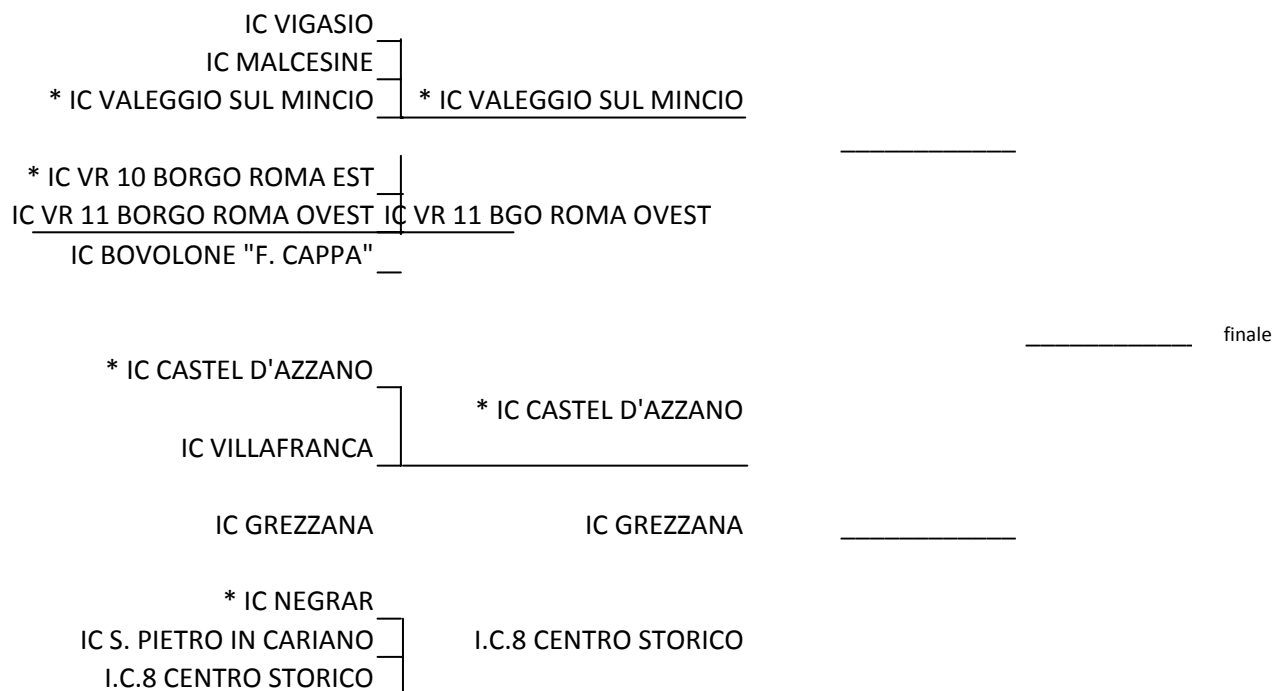 IC VIGASIO
IC MALCESINE
* IC VALEGGIO SUL MINCIO * IC VALEGGIO SUL MINCIO
____________
* IC VR 10 BORGO ROMA EST
IC VR 11 BORGO ROMA OVEST IC VR 11 BGO ROMA OVEST
IC BOVOLONE "F. CAPPA"
___________ finale
* IC CASTEL D'AZZANO
* IC CASTEL D'AZZANO
IC VILLAFRANCA
IC GREZZANA IC GREZZANA ____________
* IC NEGRAR
IC S. PIETRO IN CARIANO I.C.8 CENTRO STORICO
I.C.8 CENTRO STORICO